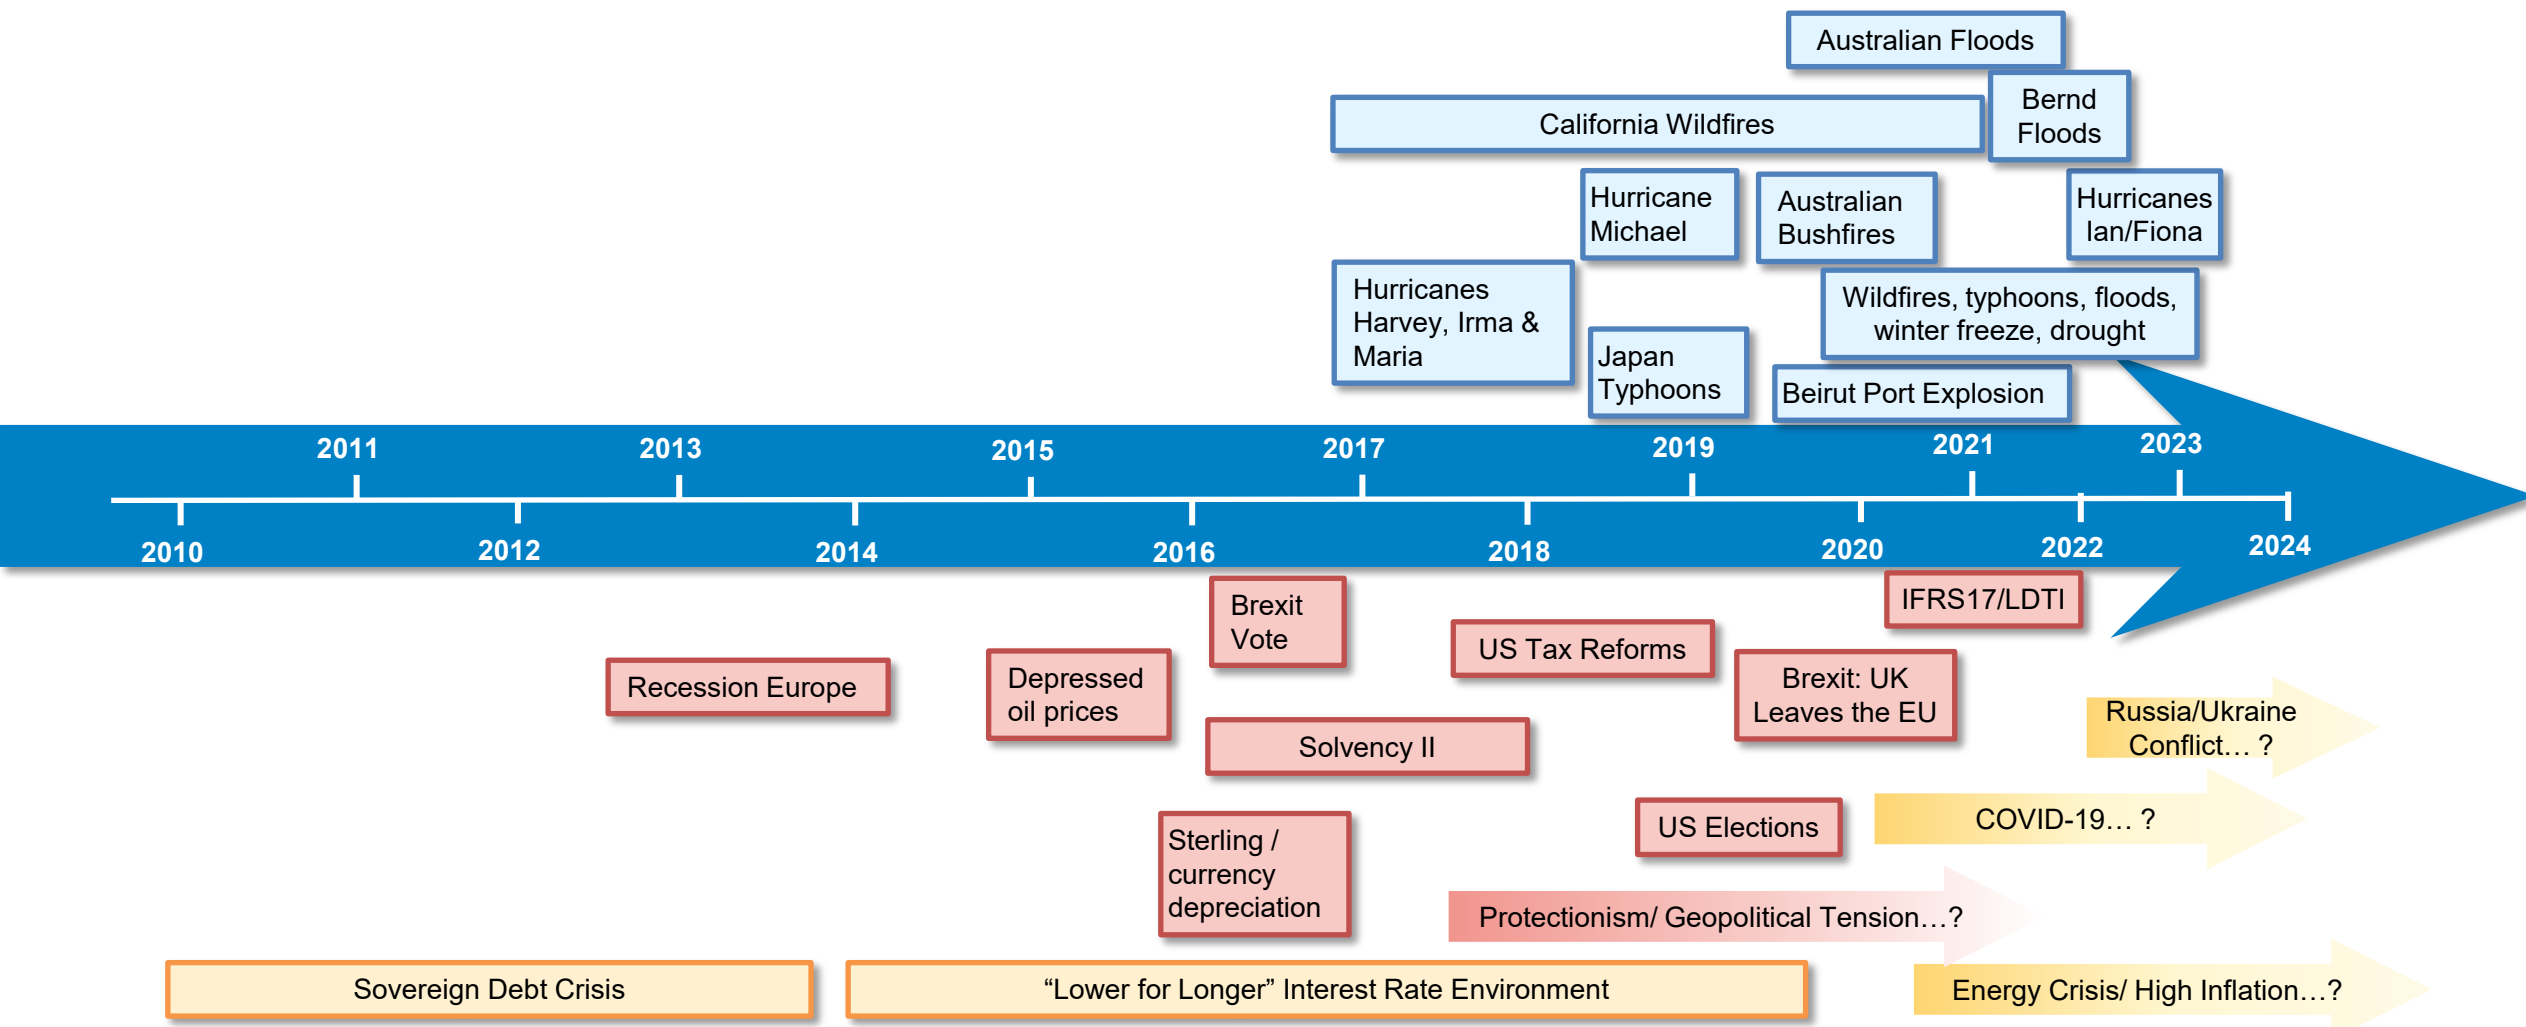 Australian Floods
Bernd
Floods
California Wildfires
Hurricane
Michael
Australian
Bushfires
Hurricanes
Ian/Fiona
Hurricanes
Harvey, Irma &
Maria
Wildfires, typhoons, floods,
winter freeze, drought
Japan
Typhoons
Beirut Port Explosion
2011
2013
2015
2017
2019
2021
2023
2010
2012
2014
2016
2018
2020
2022
2024
Brexit
Vote
IFRS17/LDTI
US Tax Reforms
Recession Europe
Depressed
oil prices
Brexit: UK
Leaves the EU
Russia/Ukraine
Conflict… ?
Solvency II
Sterling /
currency
depreciation
US Elections
COVID-19… ?
Protectionism/ Geopolitical Tension…?
Sovereign Debt Crisis
“Lower for Longer” Interest Rate Environment
Energy Crisis/ High Inflation…?